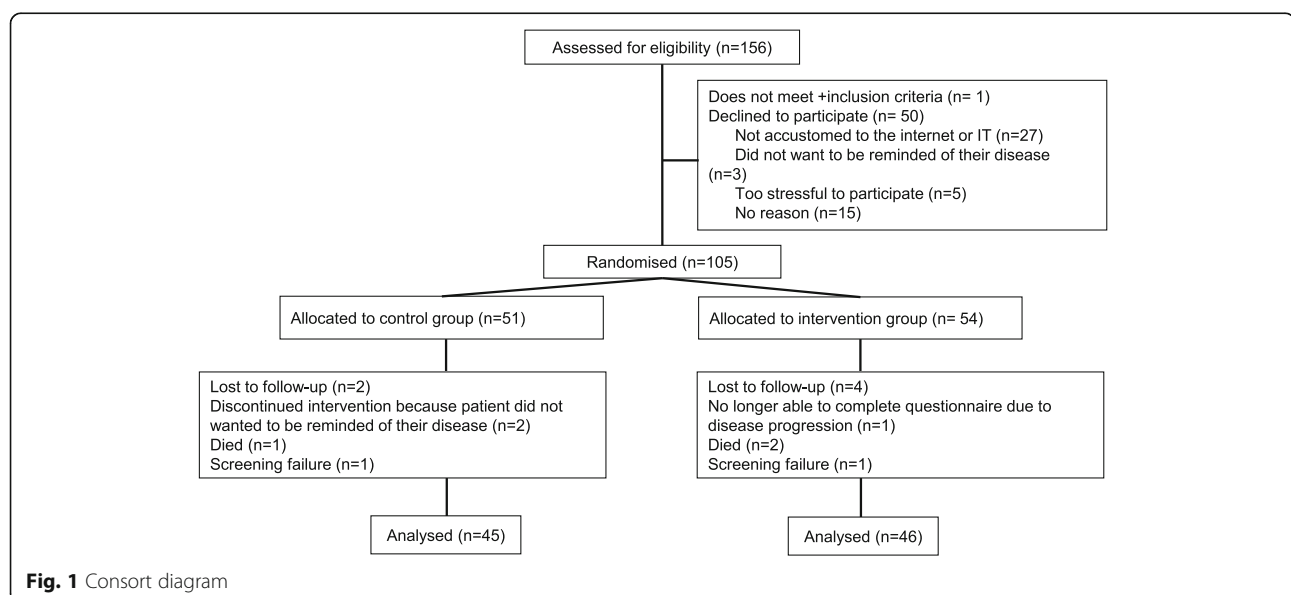 Assessed for eligibility (n=156)
Does not meet +inclusion criteria (n= 1)
Declined to participate (n= 50)
Not accustomed to the internet or IT (n=27)
Did not want to be reminded of their disease
(n=3)
Too stressful to participate (n=5)
No reason (n=15)
Randomised (n=105)
Allocated to control group (n=51)
Allocated to intervention group (n= 54)
Lost to follow-up (n=2)
Discontinued intervention because patient did not
wanted to be reminded of their disease (n=2)
Died (n=1)
Screening failure (n=1)
Lost to follow-up (n=4)
No longer able to complete questionnaire due to
disease progression (n=1)
Died (n=2)
Screening failure (n=1)
Analysed (n=45)
Analysed (n=46)
Fig. 1 Consort diagram